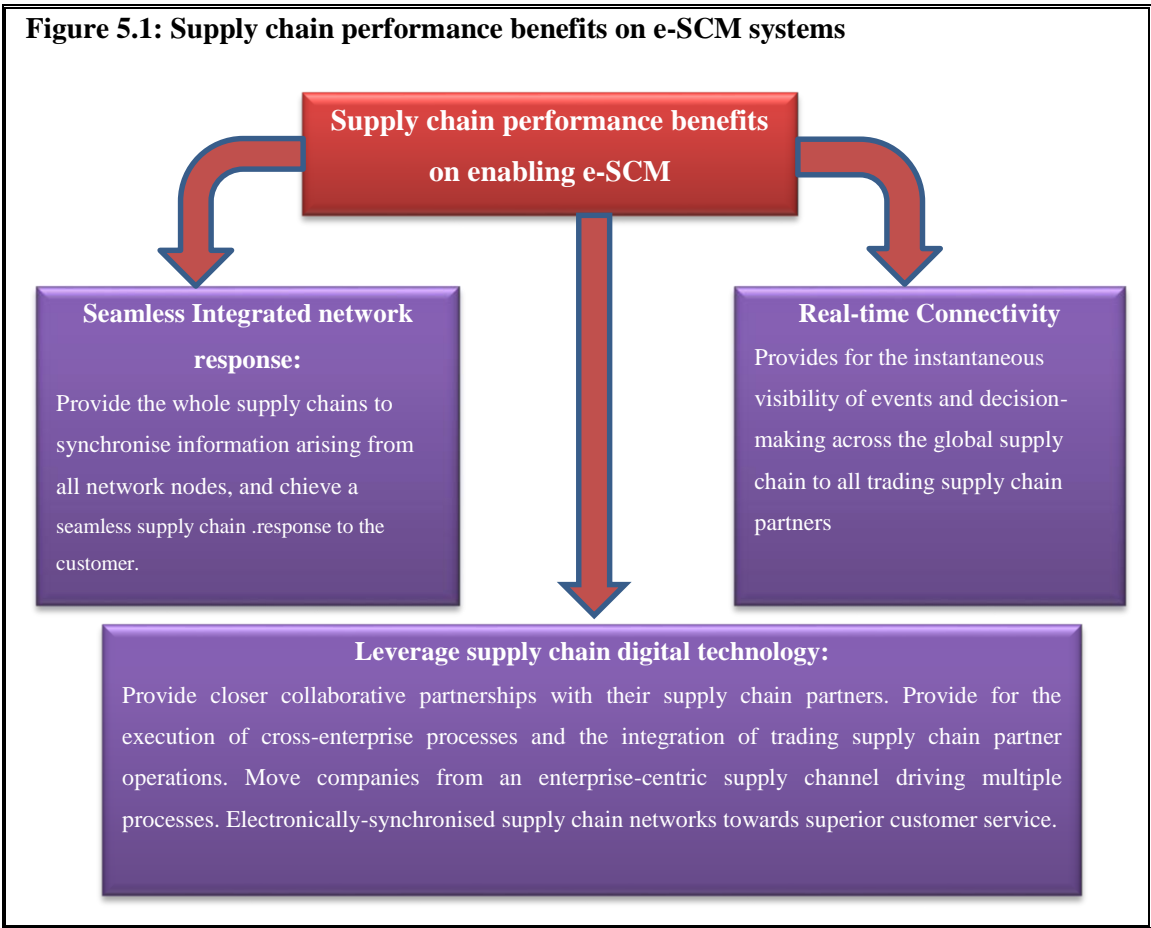 Figure 5.1: Supply chain performance benefits on e-SCM systems
Supply chain performance benefits
on enabling e-SCM
Seamless Integrated network
response:
Provide the whole supply chains to
synchronise information arising from
all network nodes, and chieve a
seamless supply chain .response to the
customer.
Real-time Connectivity
Provides for the instantaneous
visibility of events and decision-
making across the global supply
chain to all trading supply chain
partners
Leverage supply chain digital technology:
Provide closer collaborative partnerships with their supply chain partners. Provide for the
execution of cross-enterprise processes and the integration of trading supply chain partner
operations. Move companies from an enterprise-centric supply channel driving multiple
processes. Electronically-synchronised supply chain networks towards superior customer service.